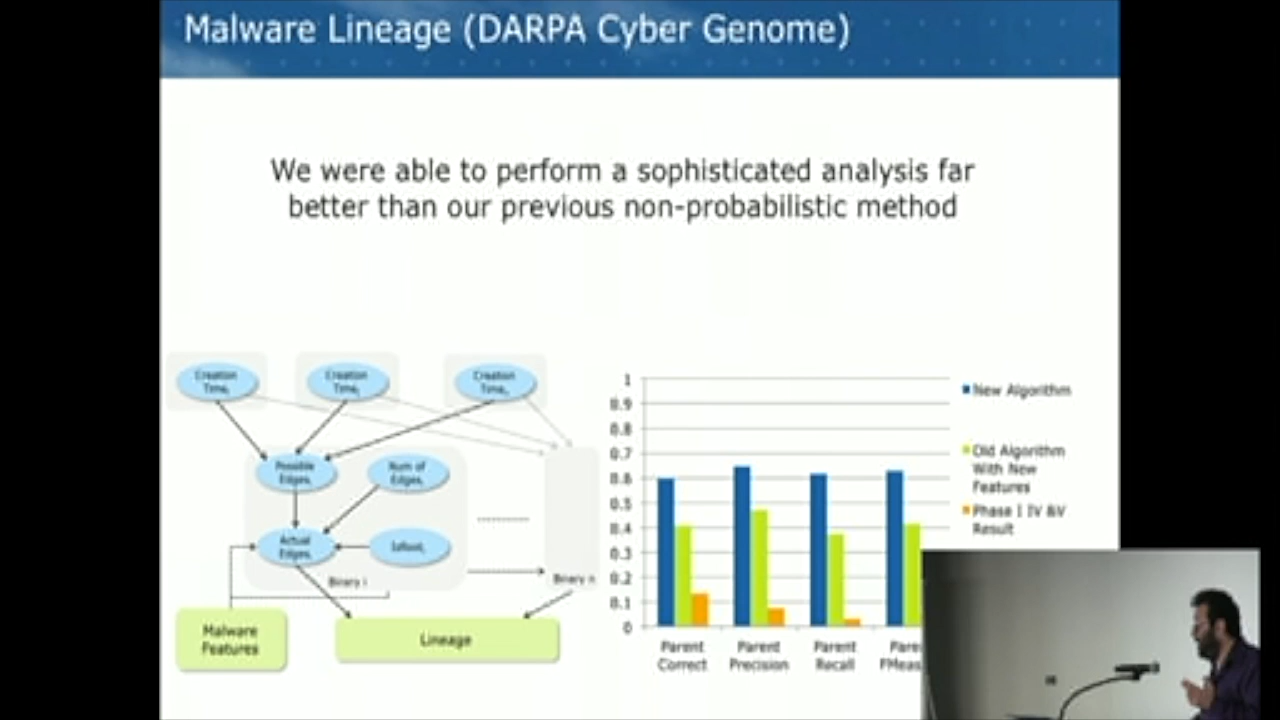 Malware Lineage (DARPA Cyber Genome)
We were able to perform a sophisticated analysis far
better than our previous non-probabilistic method
Creation
Time
Creation
Time
Creation
Time
Possible
Edges
Num of
Edges
Actual
Edges
Binary i
Binary n
Malware
Features
Lineage
1
0.9
0.8
0.7
0.6
0.5
0.4
0.3
0.2
0.1
0
Parent
Correct
Parent
Precision
Parent
Recall
New Algorithm
Old Algorithm
With New
Features
Phase I IV &V
Result